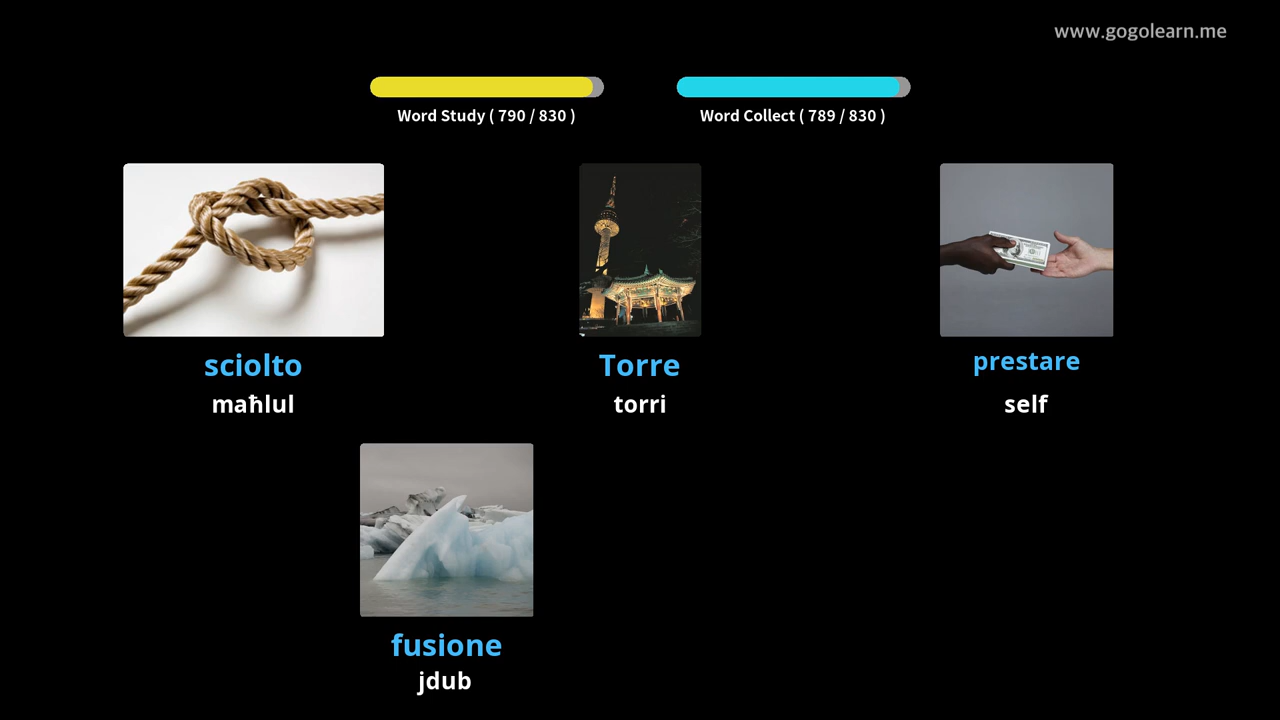 www.gogolearn.me
Word Study ( 790 / 830 )
Word Collect ( 789 / 830 )
sciolto
maħlul
Torre
torri
prestare
self
fusione
jdub